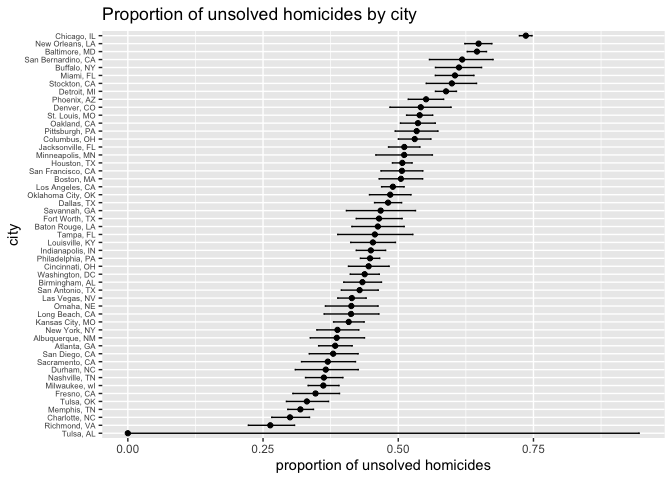 Proportion of unsolved homicides by city
Chicago, IL
New Orleans, LA
Baltimore, MD
San Bernardino, CA
Buffalo, NY
Miami, FL
Stockton, CA
Detroit, MI
Phoenix, AZ
Denver, CO
St. Louis, MO
Oakland, CA
Pittsburgh, PA
Columbus, OH
Jacksonville, FL
Minneapolis, MN
Houston, TX
San Francisco, CA
Boston, MA
Los Angeles, CA
Oklahoma City, OK
Dallas, TX
Savannah, GA
Fort Worth, TX
Baton Rouge, LA
Tampa, FL
Louisville, KY
Indianapolis, IN
Philadelphia, PA
Cincinnati, OH
Washington, DC
Birmingham, AL
San Antonio, TX
Las Vegas, NV
Omaha, NE
Long Beach, CA
Kansas City, MO
New York, NY
Albuquerque, NM
Atlanta, GA
San Diego, CA
Sacramento, CA
Durham, NC
Nashville, TN
Milwaukee, wI
Fresno, CA
Tulsa, OK
Memphis, TN
Charlotte, NC
Richmond, VA
Tulsa, AL
city
0.00 0.25 0.50 0.75
proportion of unsolved homicides